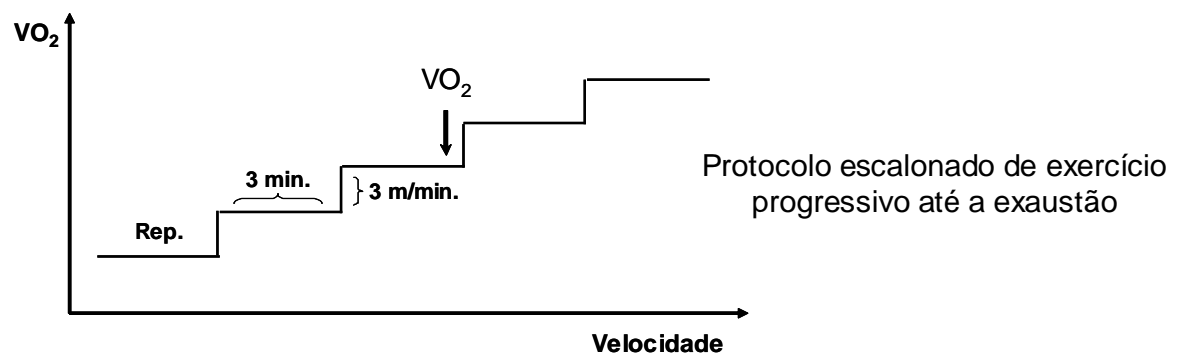 VO₂
VO₂
3 min.
3 m/min.
Rep.
Protocolo escalonado de exercício
progressivo até a exaustão
Velocidade